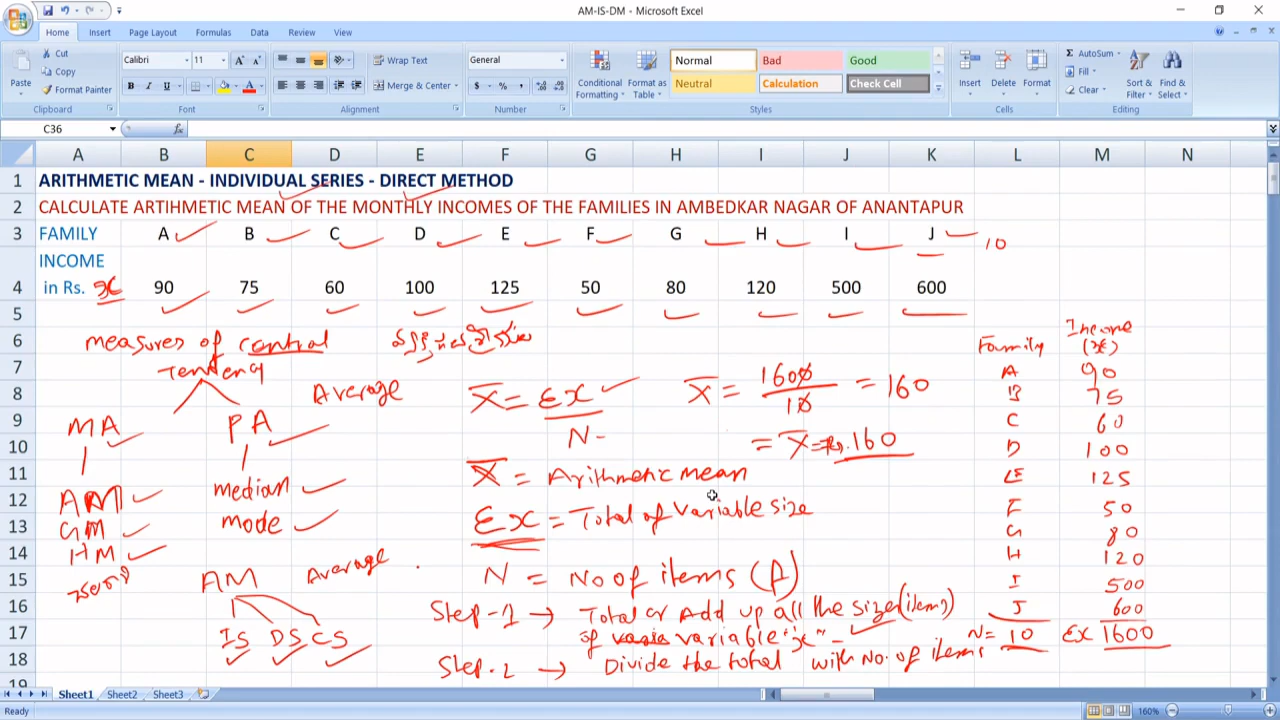 AM-IS-DM - Microsoft Excel
Home Insert Page Layout Formulas Data Review View
Cut
Copy
Format Painter
Paste
Clipboard
Calibri 11
Font
Wrap Text
Merge & Center
Alignment
General
Number
Conditional Formatting
Format as Table
Normal Bad Good
Neutral Calculation Check Cell
Styles
Insert Delete Format
Cells
AutoSum
Fill
Clear
Sort & Filter
Find & Select
Editing
C36 fx
A B C D E F G H I J K L M N
1 ARITHMETIC MEAN - INDIVIDUAL SERIES - DIRECT METHOD
2 CALCULATE ARTIHMETIC MEAN OF THE MONTHLY INCOMES OF THE FAMILIES IN AMBEDKAR NAGAR OF ANANTAPUR
3 FAMILY A B C D E F G H I J 10
INCOME
4 in Rs. x 90 75 60 100 125 50 80 120 500 600
5
6
7
8
9
10
11
12
13
14
15
16
17
18
19
measures of central
Tendency
Average
MA PA
AM median
GM mode
HM
AM Average
IS DS CS
X̅ = Σx
N
X̅ = 1600
10
= 160
= X̅ = Rs. 160
X̅ = Arithmetic mean
Σx = Total of variable size
N = No of items (f)
Step-1 → Total or Add up all the size (items)
of variable "x"
Step-2 → Divide the total with No. of items
Family Income (x)
A 90
B 75
C 60
D 100
E 125
F 50
G 80
H 120
I 500
J 600
N= 10 Σx 1600
Sheet1 Sheet2 Sheet3
Ready 160%